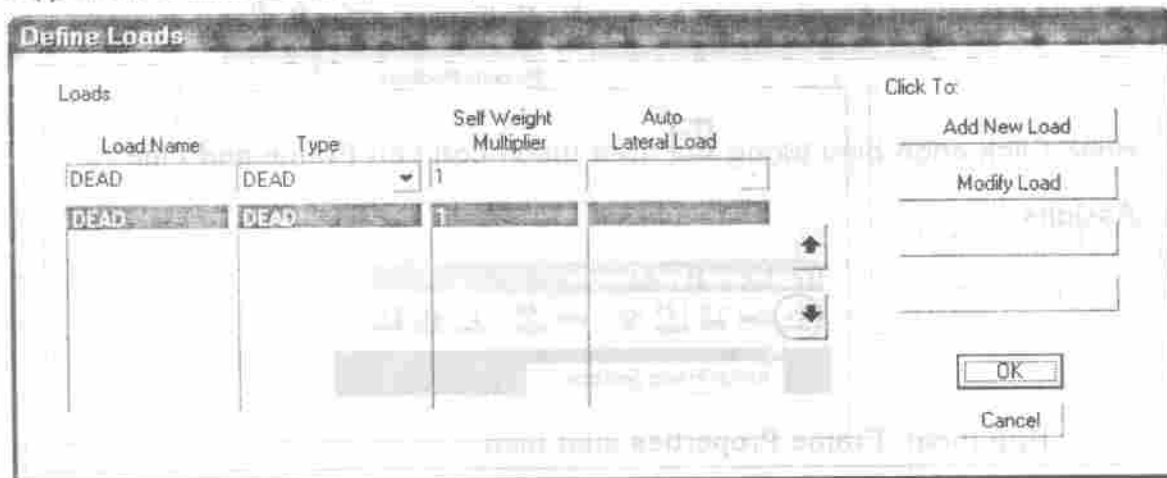 Define Loads
Loads
Click To:
Load Name
Type
Self Weight
Multiplier
Auto
Lateral Load
DEAD
DEAD
1
DEAD
DEAD
1
Add New Load
Modify Load
OK
Cancel